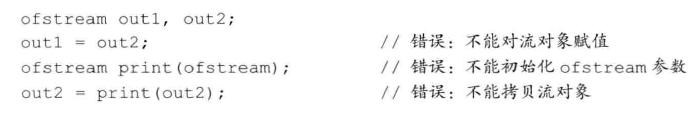 ofstream out1, out2;
out1 = out2; // 错误：不能对流对象赋值
ofstream print(ofstream); // 错误：不能初始化 ofstream 参数
out2 = print(out2); // 错误：不能拷贝流对象